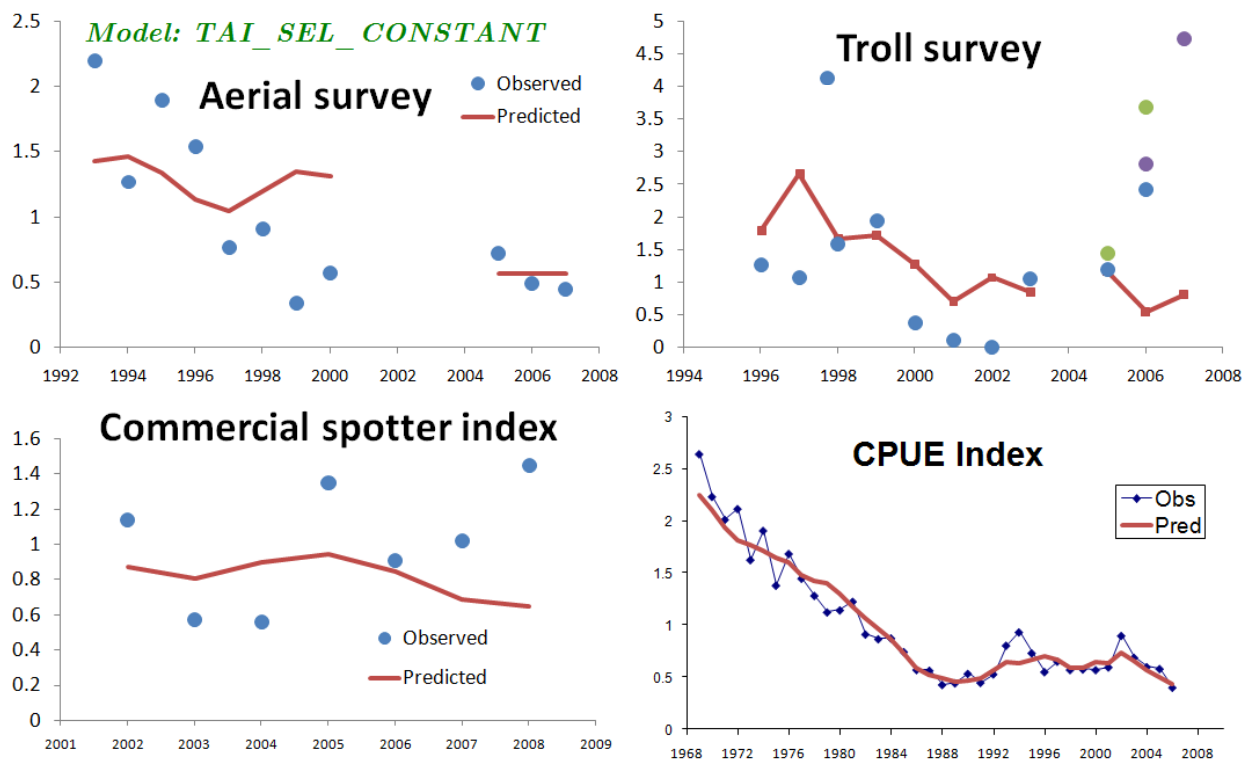 Model: TAI_SEL_CONSTANT
Aerial survey
Observed
Predicted
2.5
2
1.5
1
0.5
0
1992 1994 1996 1998 2000 2002 2004 2006 2008
Troll survey
5
4.5
4
3.5
3
2.5
2
1.5
1
0.5
0
1994 1996 1998 2000 2002 2004 2006 2008
Commercial spotter index
1.6
1.4
1.2
1
0.8
0.6
0.4
0.2
0
Observed
Predicted
2001 2002 2003 2004 2005 2006 2007 2008 2009
CPUE Index
Obs
Pred
3
2.5
2
1.5
1
0.5
0
1968 1972 1976 1980 1984 1988 1992 1996 2000 2004 2008